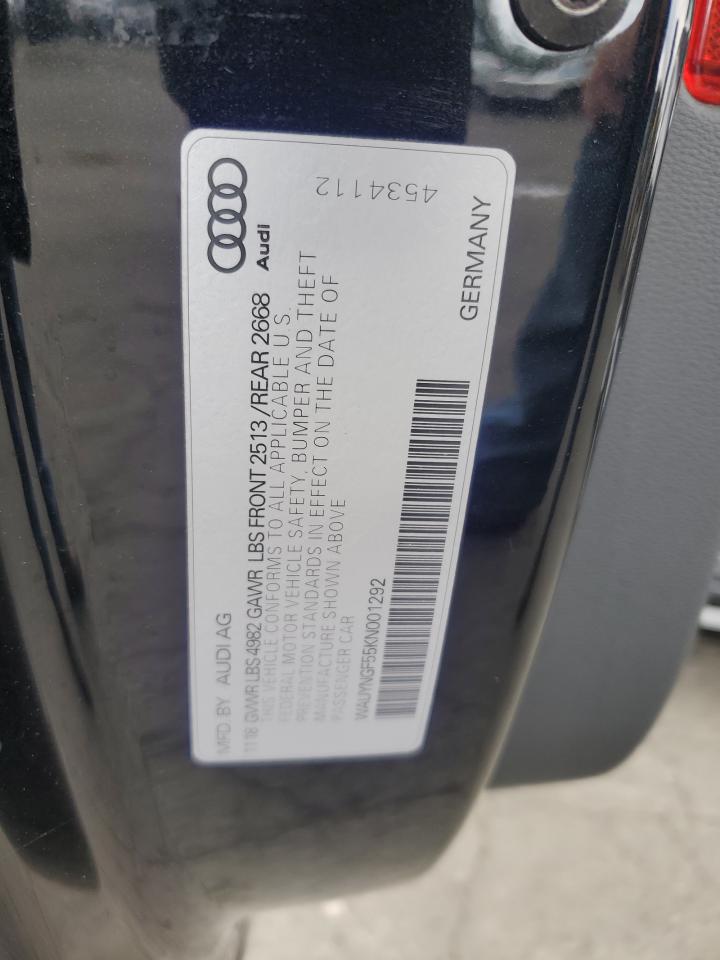 Audi
MFD. BY AUDI AG
11 18 GVWR LBS 4982 GAWR LBS FRONT 2513 /REAR 2668
THIS VEHICLE CONFORMS TO ALL APPLICABLE U.S.
FEDERAL MOTOR VEHICLE SAFETY, BUMPER AND THEFT
PREVENTION STANDARDS IN EFFECT ON THE DATE OF
MANUFACTURE SHOWN ABOVE
PASSENGER CAR
WAUYNGF55KN001292
4534112
GERMANY